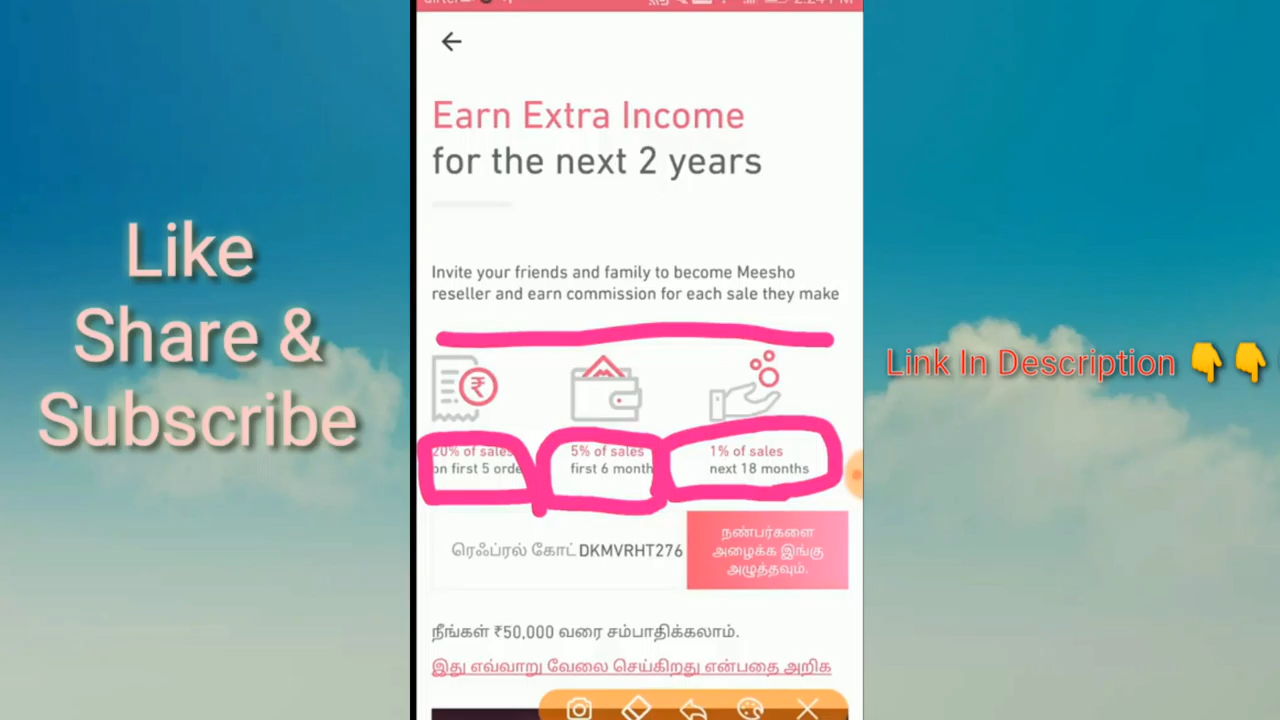 Like
Share &
Subscribe
Earn Extra Income
for the next 2 years
Invite your friends and family to become Meesho
reseller and earn commission for each sale they make
20% of sales
on first 5
5% of sales
first 6 month
1% of sales
next 18 months
ரெஃப்ரல் கோட் DKMVRHT276
நண்பர்களை
அழைக்க இங்கு
அழுத்தவும்.
நீங்கள் ₹50,000 வரை சம்பாதிக்கலாம்.
இது எவ்வாறு வேலை செய்கிறது என்பதை அறிக
Link In Description 👇👇